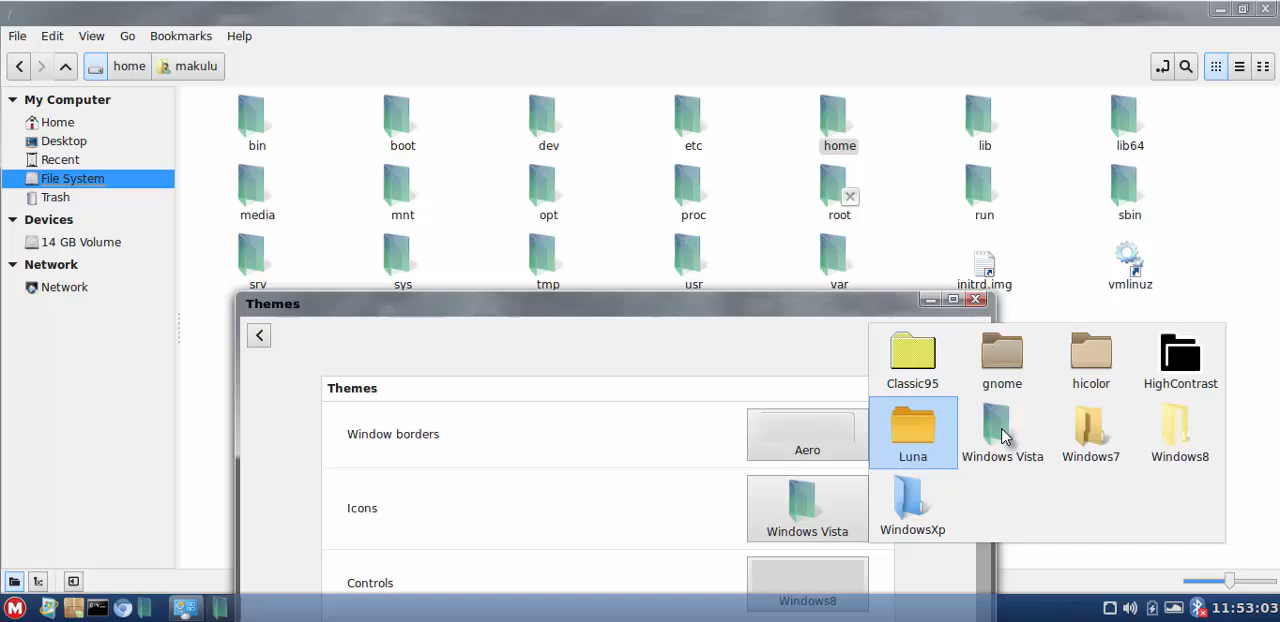 /
File Edit View Go Bookmarks Help
home makulu
My Computer
Home
Desktop
Recent
File System
Trash
Devices
14 GB Volume
Network
Network
bin boot dev etc home lib lib64
media mnt opt proc root run sbin
srv sys tmp usr var initrd.img vmlinuz
Themes
Themes
Window borders
Aero
Icons
Windows Vista
Controls
Windows8
Classic95 gnome hicolor HighContrast
Luna Windows Vista Windows7 Windows8
WindowsXp
M
11:53:03